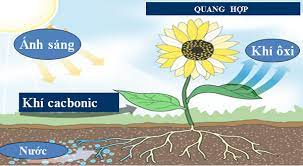 QUANG HỢP
Ánh sáng
Khí ôxi
Khí cacbonic
Nước